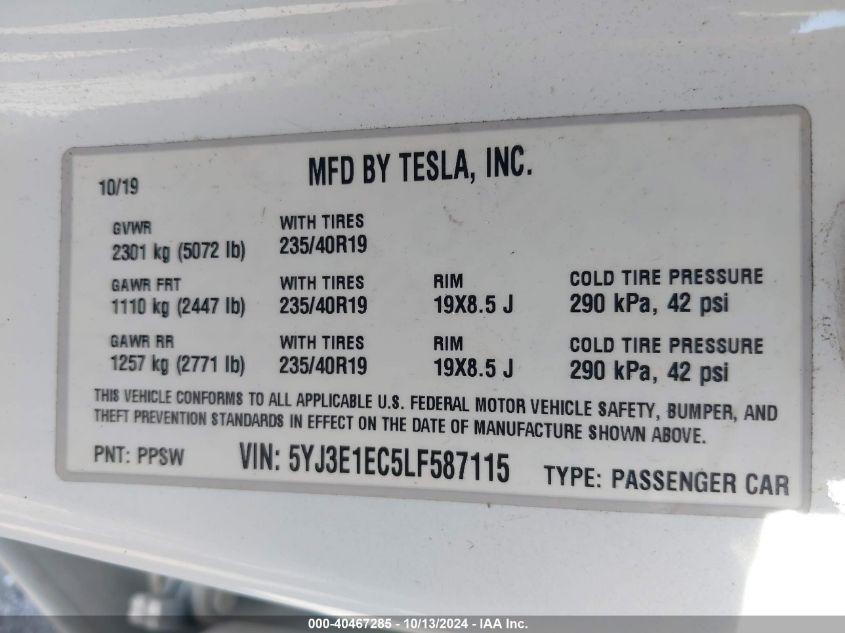 10/19 MFD BY TESLA, INC.
GVWR WITH TIRES
2301 kg (5072 lb) 235/40R19
GAWR FRT WITH TIRES RIM COLD TIRE PRESSURE
1110 kg (2447 lb) 235/40R19 19X8.5 J 290 kPa, 42 psi
GAWR RR WITH TIRES RIM COLD TIRE PRESSURE
1257 kg (2771 lb) 235/40R19 19X8.5 J 290 kPa, 42 psi
THIS VEHICLE CONFORMS TO ALL APPLICABLE U.S. FEDERAL MOTOR VEHICLE SAFETY, BUMPER, AND
THEFT PREVENTION STANDARDS IN EFFECT ON THE DATE OF MANUFACTURE SHOWN ABOVE.
PNT: PPSW VIN: 5YJ3E1EC5LF587115 TYPE: PASSENGER CAR
000-40467285 - 10/13/2024 - IAA Inc.